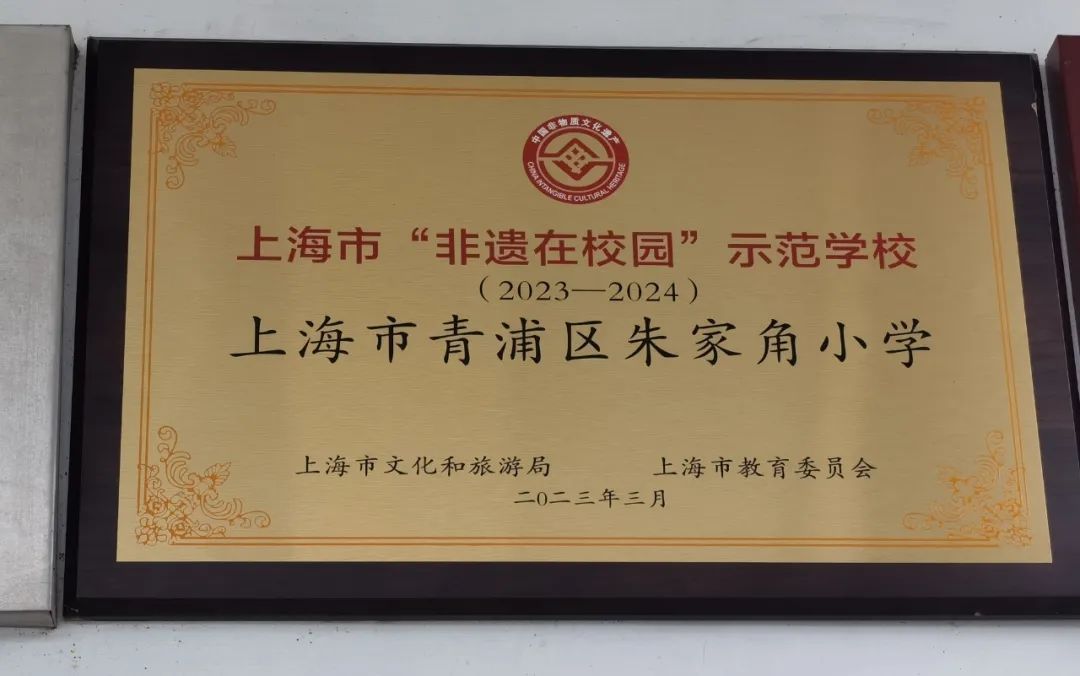 中国非物质文化遗产
CHINA INTANGIBLE CULTURAL HERITAGE
上海市“非遗在校园”示范学校
（2023—2024）
上海市青浦区朱家角小学
上海市文化和旅游局 上海市教育委员会
二0二三年三月